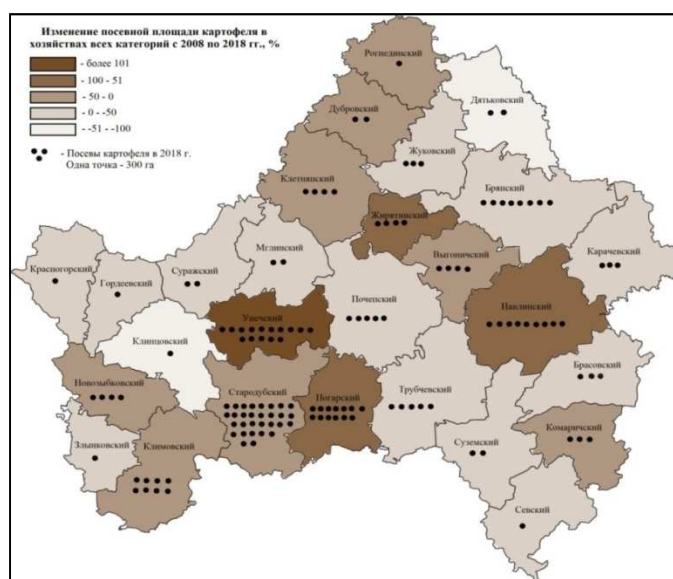 Изменение посевной площади картофеля в
хозяйствах всех категорий с 2008 по 2018 гг., %
- более 101
- 100 - 51
- 50 - 0
- 0 - -50
- -51 - -100
- Посевы картофеля в 2018 г.
Одна точка - 300 га
Рогнединский
Дятьковский
Дубровский
Жуковский
Клетнянский
Брянский
Жирятинский
Мглинский
Выгоничский
Карачевский
Красногорский
Гордеевский
Суражский
Почепский
Навлинский
Унечский
Клинцовский
Новозыбковский
Стародубский
Погарский
Трубчевский
Брасовский
Злынковский
Климовский
Суземский
Комаричский
Севский